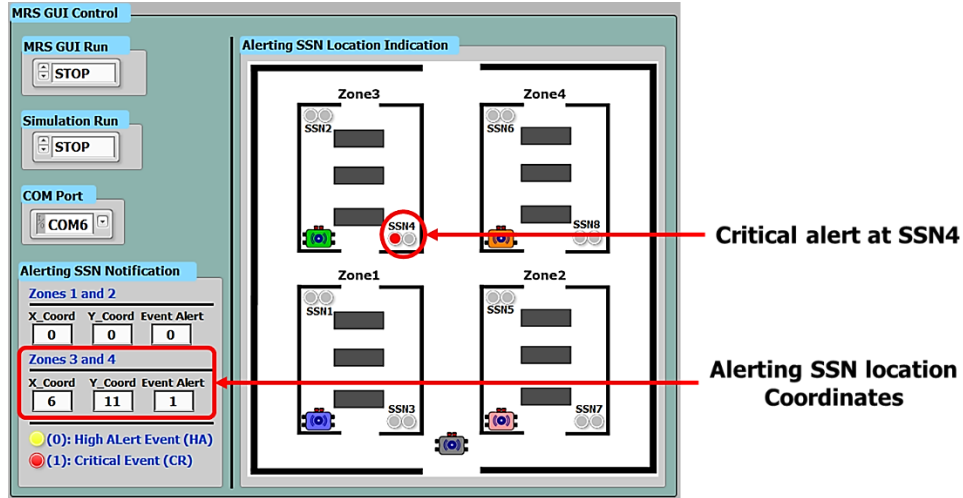 MRS GUI Control
MRS GUI Run
STOP
Simulation Run
STOP
COM Port
COM6
Alerting SSN Notification
Zones 1 and 2
X_Coord Y_Coord Event Alert
0 0 0
Zones 3 and 4
X_Coord Y_Coord Event Alert
6 11 1
(0): High ALert Event (HA)
(1): Critical Event (CR)
Alerting SSN Location Indication
Zone3
SSN2
SSN4
Zone4
SSN6
SSN8
Zone1
SSN1
SSN3
Zone2
SSN5
SSN7
Critical alert at SSN4
Alerting SSN location
Coordinates